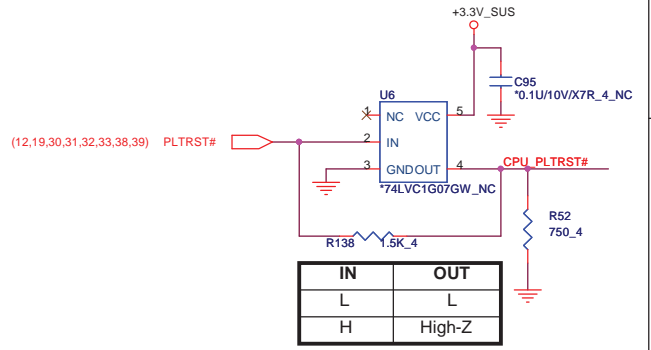 +3.3V_SUS
C95
*0.1U/10V/X7R_4_NC
U6
1 NC VCC 5
(12,19,30,31,32,33,38,39) PLTRST# 2 IN
3 GND OUT 4 CPU_PLTRST#
*74LVC1G07GW_NC
R52
750_4
R138 1.5K_4
IN OUT
L L
H High-Z